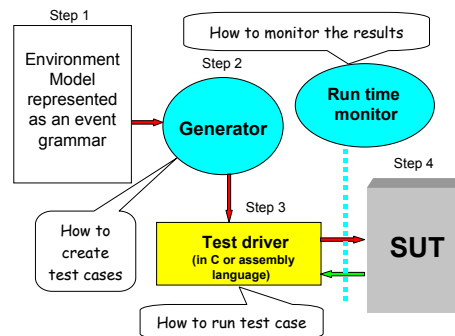 Step 1
Environment
Model
represented
as an event
grammar
Step 2
Generator
How to monitor the results
Run time
monitor
How to
create
test cases
Step 3
Test driver
(in C or assembly
language)
How to run test case
Step 4
SUT